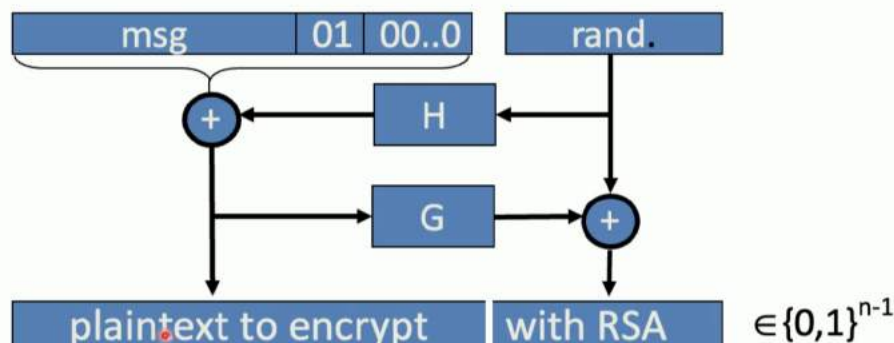 msg 01 00..0 rand.
+ H
G +
plaintext to encrypt with RSA ∈{0,1}ⁿ⁻¹